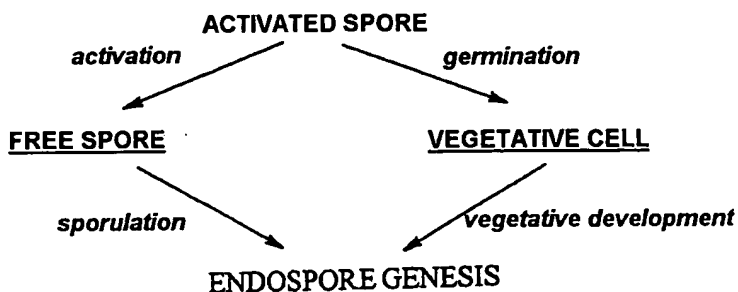 ACTIVATED SPORE
activation
germination
FREE SPORE
VEGETATIVE CELL
sporulation
vegetative development
ENDOSPORE GENESIS